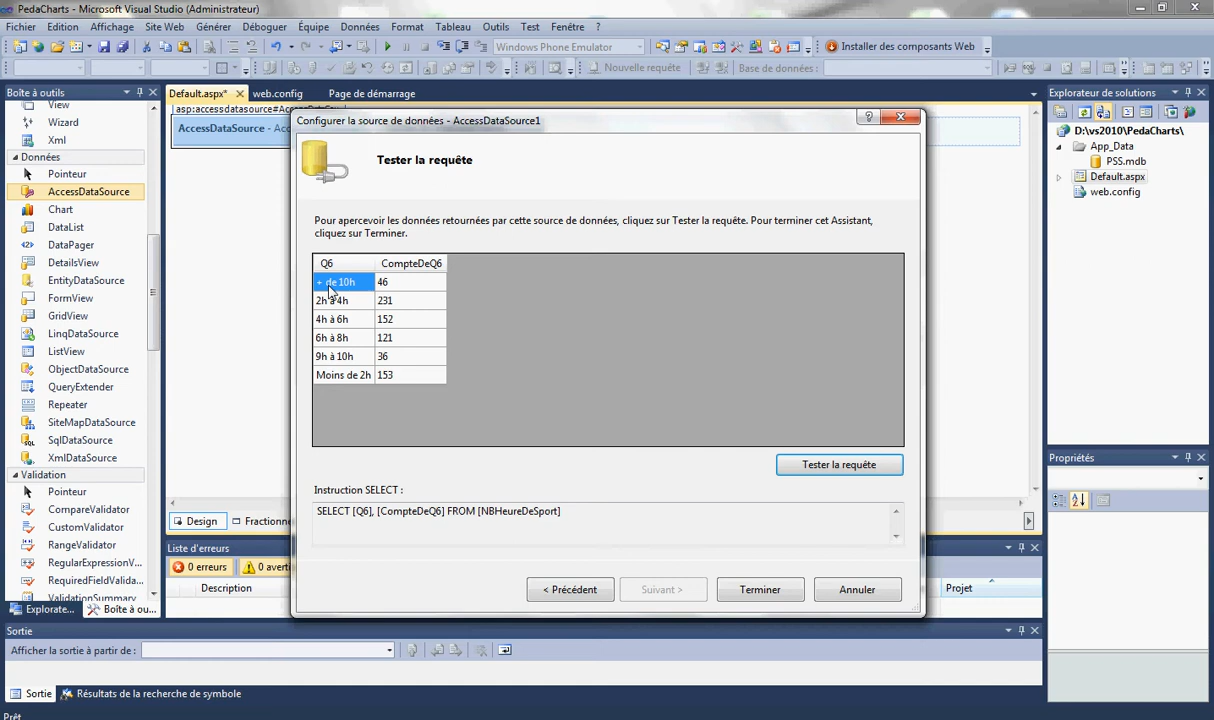 PedaCharts - Microsoft Visual Studio (Administrateur)
Fichier Edition Affichage Site Web Générer Déboguer Équipe Données Format Tableau Outils Test Fenêtre ?
Windows Phone Emulator
Installer des composants Web
Nouvelle requête
Base de données :
Boîte à outils
View
Wizard
Xml
Données
Pointeur
AccessDataSource
Chart
DataList
DataPager
DetailsView
EntityDataSource
FormView
GridView
LinqDataSource
ListView
ObjectDataSource
QueryExtender
Repeater
SiteMapDataSource
SqlDataSource
XmlDataSource
Validation
Pointeur
CompareValidator
CustomValidator
RangeValidator
RegularExpressionV...
RequiredFieldValida...
ValidationSummary
Explorate... Boîte à ou...
Default.aspx* web.config Page de démarrage
asp:accessdatasource#AccessDataSou
AccessDataSource - Acc
Design Fractionne
Configurer la source de données - AccessDataSource1
Tester la requête
Pour apercevoir les données retournées par cette source de données, cliquez sur Tester la requête. Pour terminer cet Assistant,
cliquez sur Terminer.
Q6 CompteDeQ6
+ de 10h 46
2h à 4h 231
4h à 6h 152
6h à 8h 121
9h à 10h 36
Moins de 2h 153
Tester la requête
Instruction SELECT :
SELECT [Q6], [CompteDeQ6] FROM [NBHeureDeSport]
< Précédent Suivant > Terminer Annuler
Liste d'erreurs
0 erreurs 0 averti
Description Projet
Explorateur de solutions
D:\vs2010\PedaCharts\
App_Data
PSS.mdb
Default.aspx
web.config
Propriétés
Sortie
Afficher la sortie à partir de :
Sortie Résultats de la recherche de symbole
Prêt